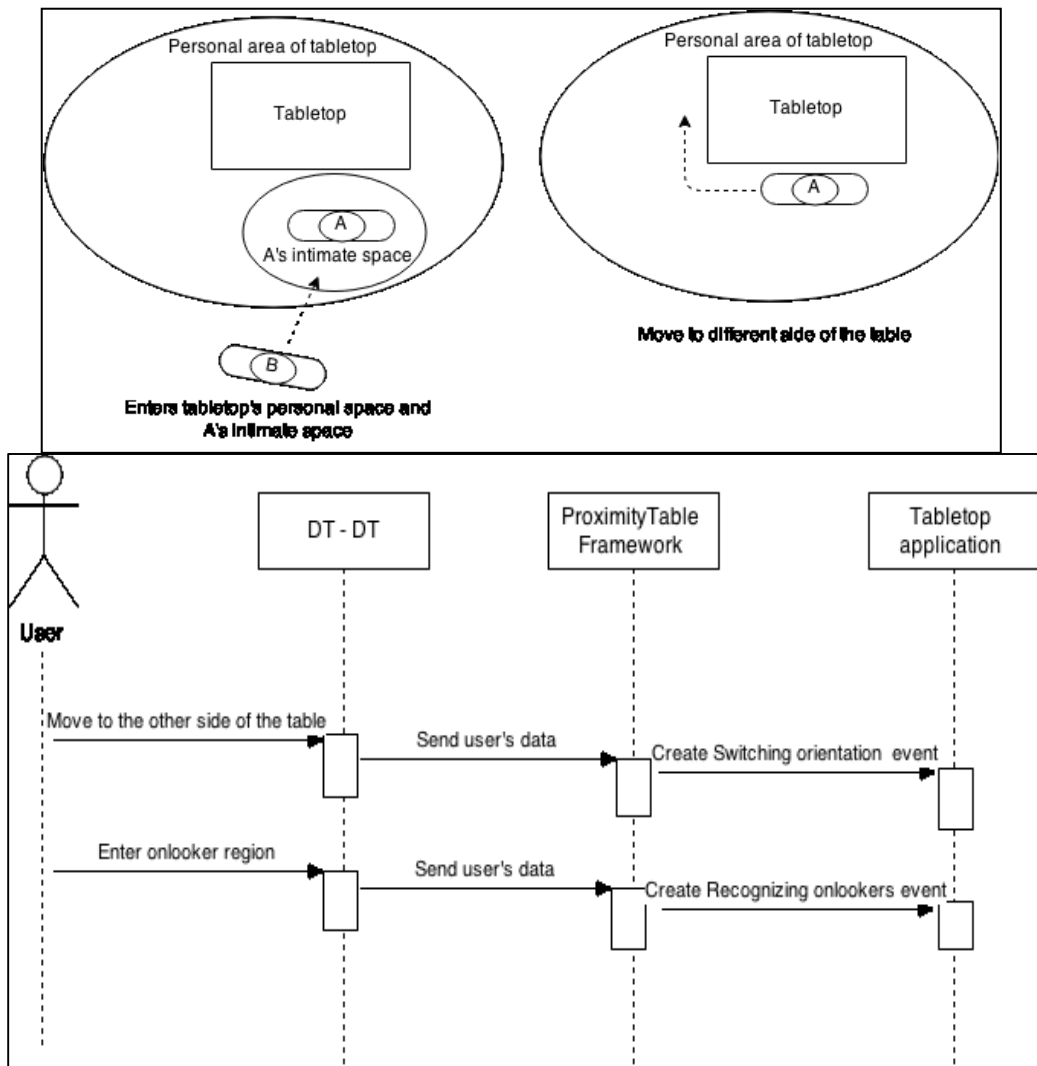 Personal area of tabletop
Tabletop
A
A's intimate space
B
Enters tabletop's personal space and
A's intimate space
Personal area of tabletop
Tabletop
A
Move to different side of the table
User
DT - DT
ProximityTable
Framework
Tabletop
application
Move to the other side of the table
Send user's data
Create Switching orientation event
Enter onlooker region
Send user's data
Create Recognizing onlookers event